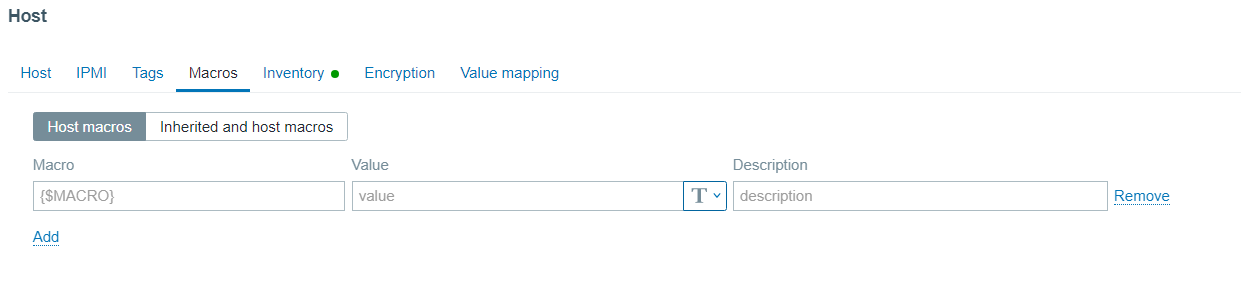 Host
Host IPMI Tags Macros Inventory Encryption Value mapping
Host macros Inherited and host macros
Macro Value Description
{$MACRO} value T description Remove
Add